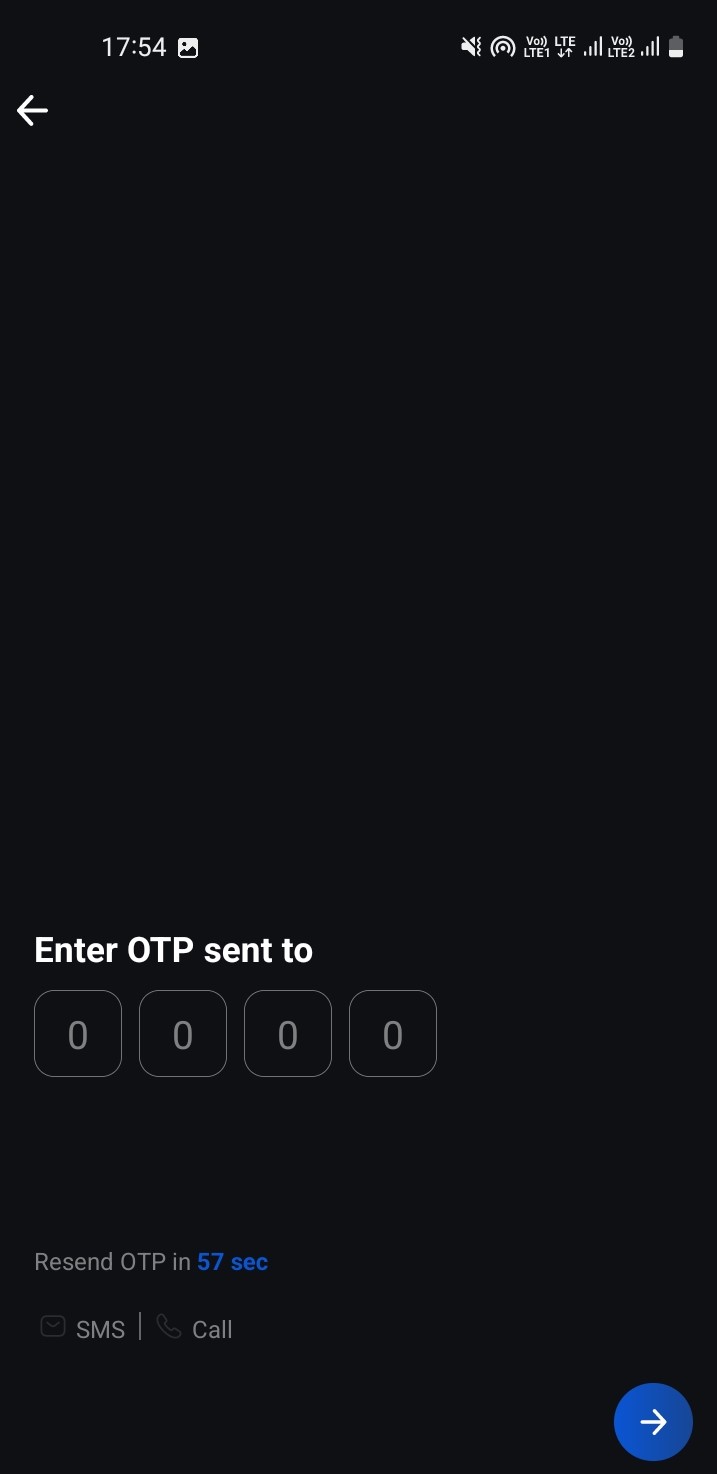 17:54 Vo)) LTE1 LTE Vo)) LTE2
Enter OTP sent to
0 0 0 0
Resend OTP in 57 sec
SMS | Call